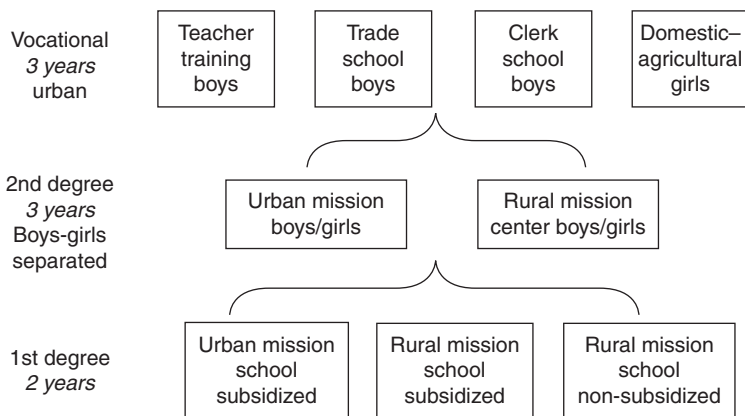 Vocational
3 years
urban
Teacher
training
boys
Trade
school
boys
Clerk
school
boys
Domestic–
agricultural
girls
2nd degree
3 years
Boys-girls
separated
Urban mission
boys/girls
Rural mission
center boys/girls
1st degree
2 years
Urban mission
school
subsidized
Rural mission
school
subsidized
Rural mission
school
non-subsidized